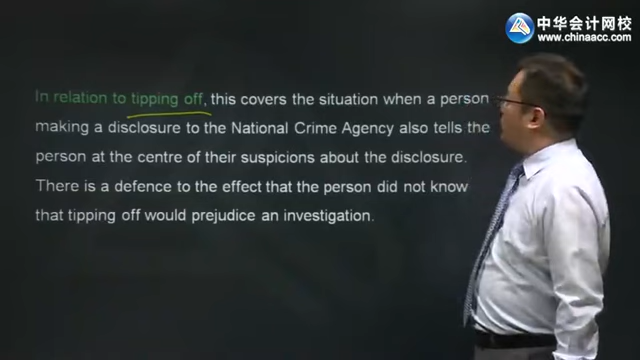 中华会计网校
www.chinaacc.com
In relation to tipping off, this covers the situation when a person
making a disclosure to the National Crime Agency also tells the
person at the centre of their suspicions about the disclosure.
There is a defence to the effect that the person did not know
that tipping off would prejudice an investigation.